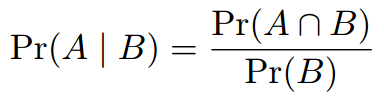 Pr(A | B) = Pr(A ∩ B) / Pr(B)